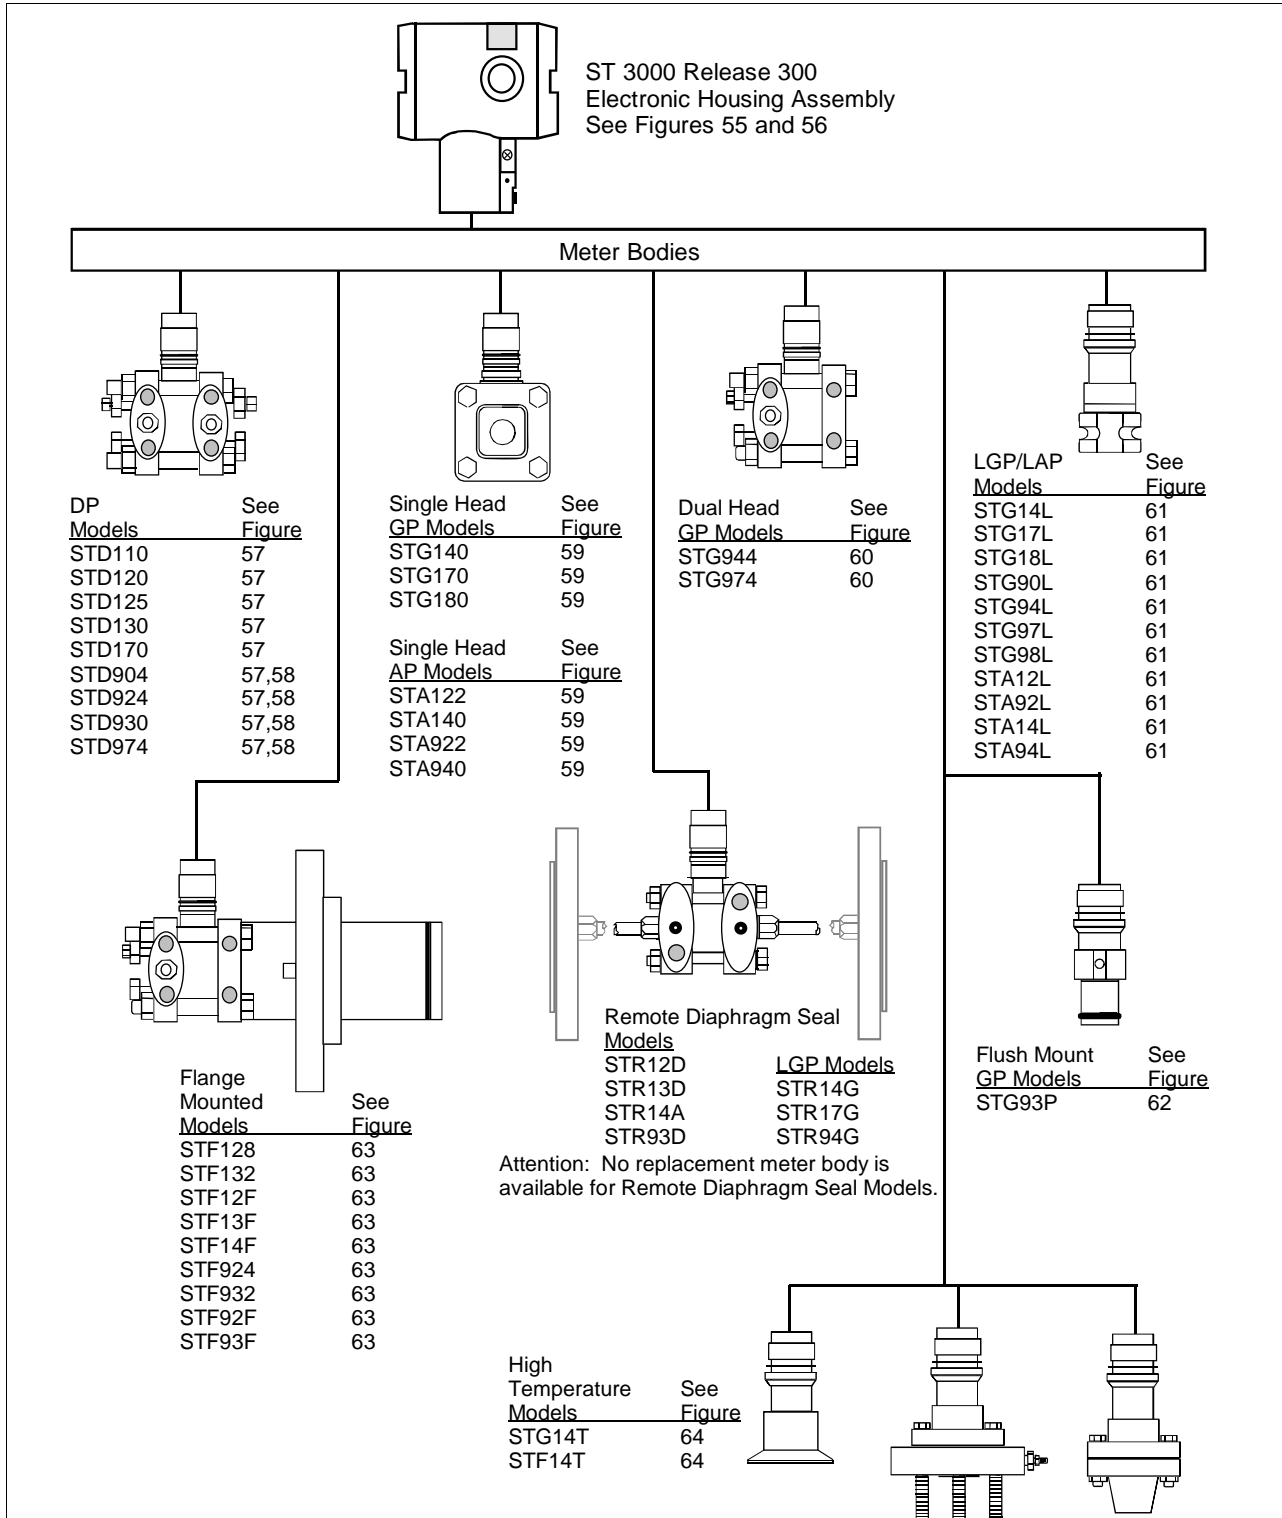 ST 3000 Release 300
Electronic Housing Assembly
See Figures 55 and 56
Meter Bodies
DP See
Models Figure
STD110 57
STD120 57
STD125 57
STD130 57
STD170 57
STD904 57,58
STD924 57,58
STD930 57,58
STD974 57,58
Single Head See
GP Models Figure
STG140 59
STG170 59
STG180 59
Single Head See
AP Models Figure
STA122 59
STA140 59
STA922 59
STA940 59
Dual Head See
GP Models Figure
STG944 60
STG974 60
LGP/LAP See
Models Figure
STG14L 61
STG17L 61
STG18L 61
STG90L 61
STG94L 61
STG97L 61
STG98L 61
STA12L 61
STA92L 61
STA14L 61
STA94L 61
Flange
Mounted See
Models Figure
STF128 63
STF132 63
STF12F 63
STF13F 63
STF14F 63
STF924 63
STF932 63
STF92F 63
STF93F 63
Remote Diaphragm Seal
Models
STR12D LGP Models
STR13D STR14G
STR14A STR17G
STR93D STR94G
Attention: No replacement meter body is
available for Remote Diaphragm Seal Models.
Flush Mount See
GP Models Figure
STG93P 62
High
Temperature See
Models Figure
STG14T 64
STF14T 64